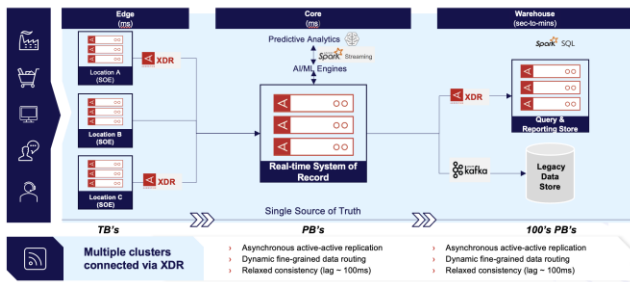 Edge
(ms)
Core
(ms)
Warehouse
(sec-to-mins)
Location A
(SOE)
XDR
Location B
(SOE)
Location C
(SOE)
XDR
Predictive Analytics
Spark Streaming
AI/ML Engines
Real-time System of
Record
Single Source of Truth
Spark SQL
XDR
Query &
Reporting Store
kafka
Legacy
Data
Store
TB's
PB's
100's PB's
Multiple clusters
connected via XDR
› Asynchronous active-active replication
› Dynamic fine-grained data routing
› Relaxed consistency (lag ~ 100ms)
› Asynchronous active-active replication
› Dynamic fine-grained data routing
› Relaxed consistency (lag ~ 100ms)